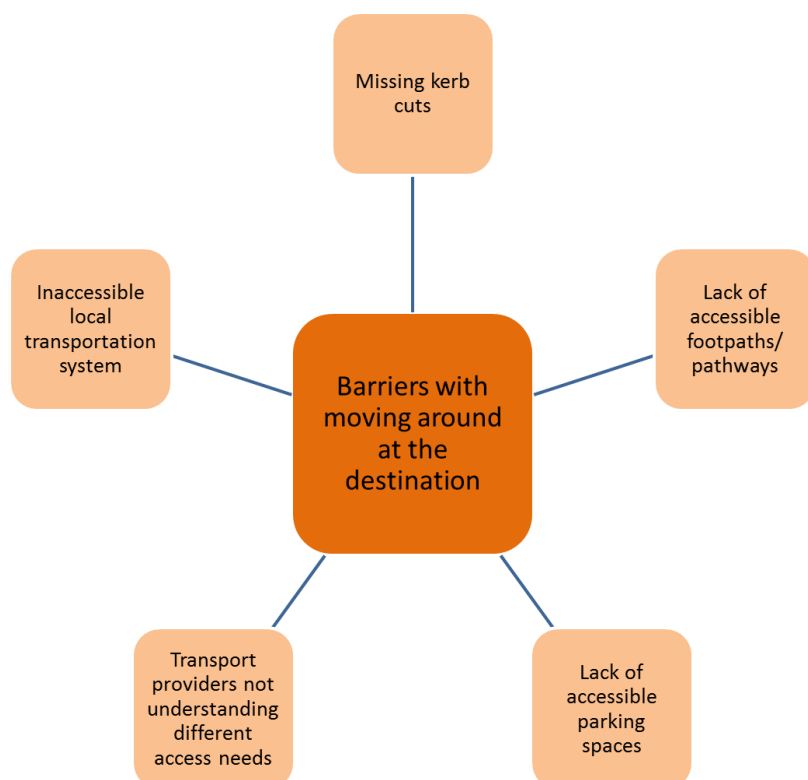 Missing kerb
cuts
Inaccessible
local
transportation
system
Lack of
accessible
footpaths/
pathways
Barriers with
moving around
at the
destination
Transport
providers not
understanding
different
access needs
Lack of
accessible
parking
spaces